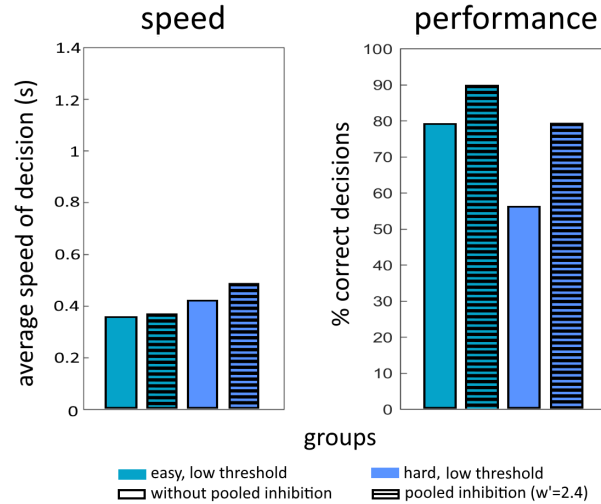 speed
performance
average speed of decision (s)
1.4
1.2
1
0.8
0.6
0.4
0.2
0
% correct decisions
100
90
80
70
60
50
40
30
20
10
0
groups
easy, low threshold
hard, low threshold
without pooled inhibition
pooled inhibition (w'=2.4)